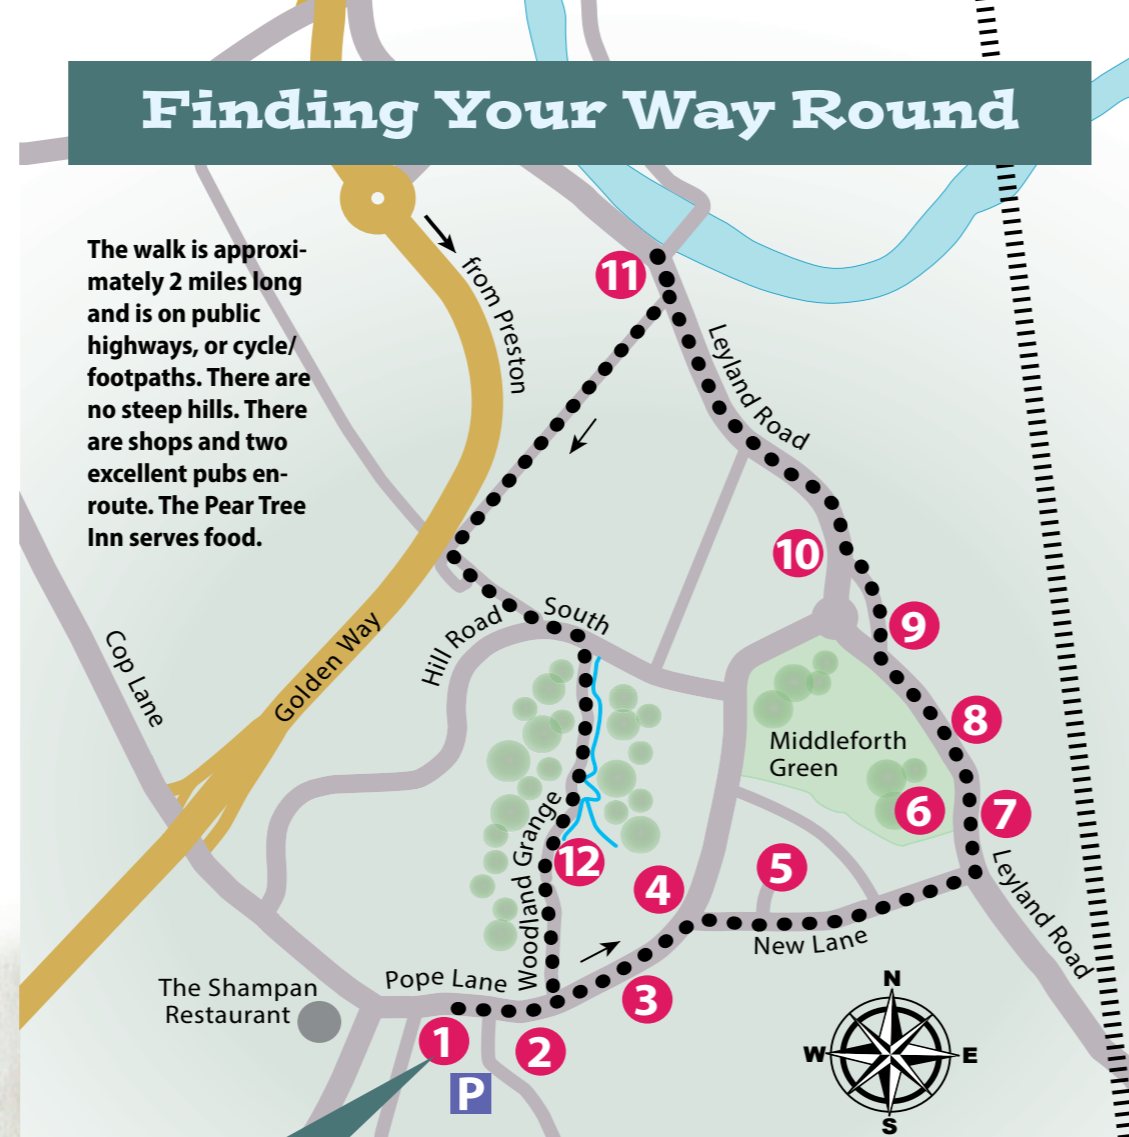 Finding Your Way Round
The walk is approxi-
mately 2 miles long
and is on public
highways, or cycle/
footpaths. There are
no steep hills. There
are shops and two
excellent pubs en-
route. The Pear Tree
Inn serves food.
from Preston
11
Leyland Road
10
9
South
Hill Road
Golden Way
Cop Lane
8
Middleforth
Green
6
7
Woodland Grange
12
5
4
Leyland Road
New Lane
Pope Lane
The Shampan
Restaurant
3
1
2
P
N
W
E
S